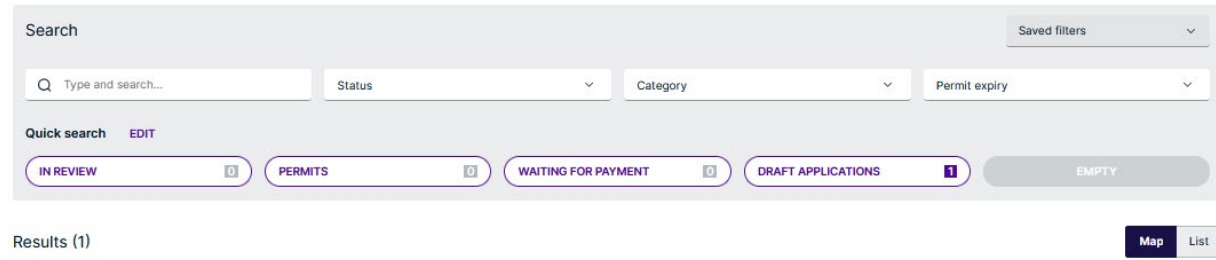 Search
Saved filters
Type and search...
Status
Category
Permit expiry
Quick search EDIT
IN REVIEW 0
PERMITS 0
WAITING FOR PAYMENT 0
DRAFT APPLICATIONS 1
EMPTY
Results (1)
Map List